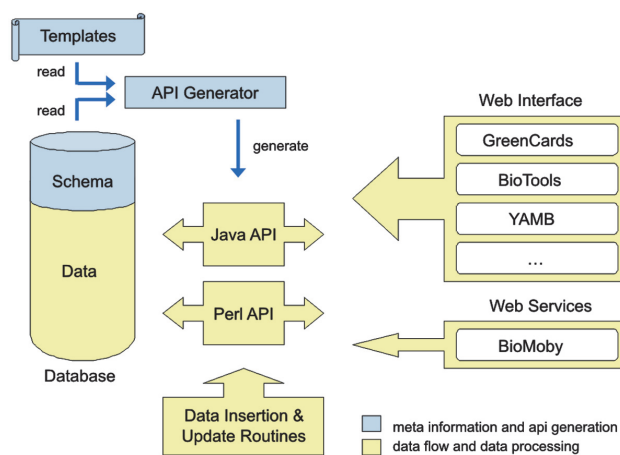 Templates
read
read
API Generator
generate
Schema
Data
Database
Java API
Perl API
Data Insertion &
Update Routines
Web Interface
GreenCards
BioTools
YAMB
...
Web Services
BioMoby
meta information and api generation
data flow and data processing